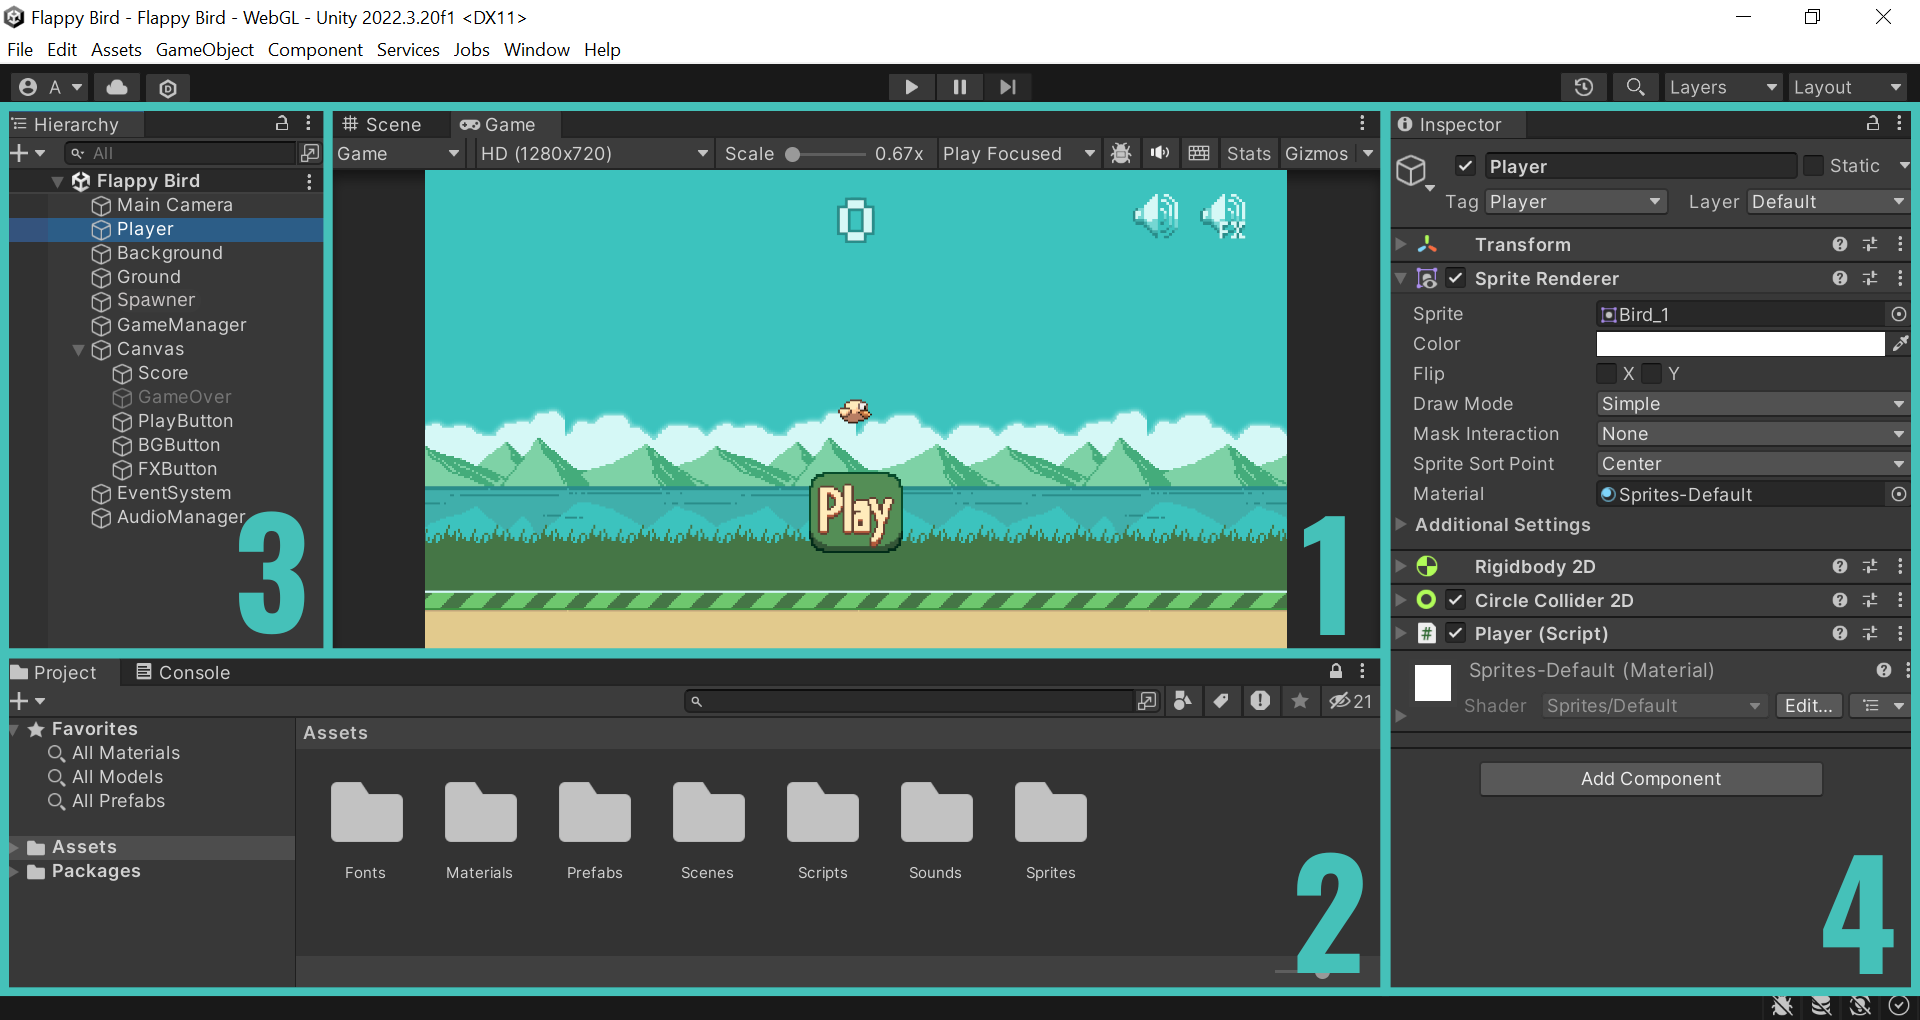 Flappy Bird - Flappy Bird - WebGL - Unity 2022.3.20f1 <DX11>
File Edit Assets GameObject Component Services Jobs Window Help
A Layers Layout
Hierarchy
All
Flappy Bird
Main Camera
Player
Background
Ground
Spawner
GameManager
Canvas
Score
GameOver
PlayButton
BGButton
FXButton
EventSystem
AudioManager
3
Scene Game
Game HD (1280x720) Scale 0.67x Play Focused Stats Gizmos
0
FX
Play
1
Project Console
21
Favorites
All Materials
All Models
All Prefabs
Assets
Packages
Assets
Fonts Materials Prefabs Scenes Scripts Sounds Sprites
2
Inspector
Player Static
Tag Player Layer Default
Transform
Sprite Renderer
Sprite Bird_1
Color
Flip X Y
Draw Mode Simple
Mask Interaction None
Sprite Sort Point Center
Material Sprites-Default
Additional Settings
Rigidbody 2D
Circle Collider 2D
# Player (Script)
Sprites-Default (Material)
Shader Sprites/Default Edit...
Add Component
4